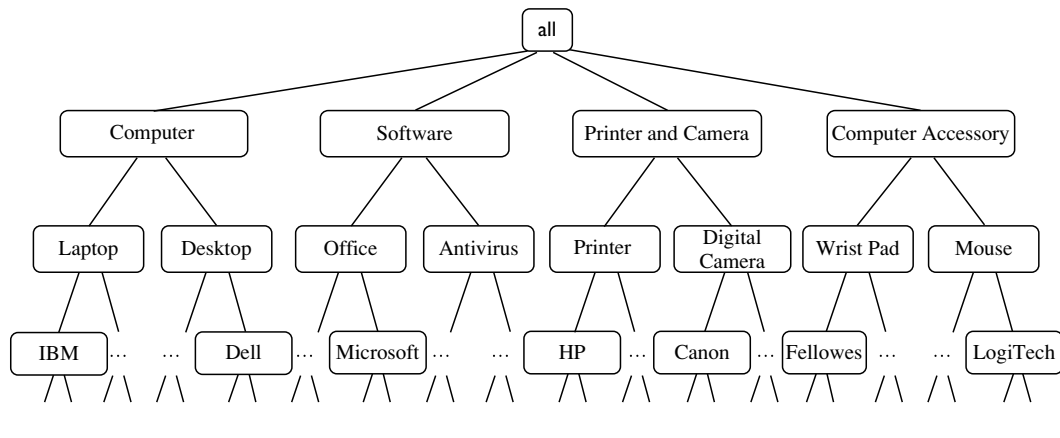 all
Computer
Software
Printer and Camera
Computer Accessory
Laptop
Desktop
Office
Antivirus
Printer
Digital
Camera
Wrist Pad
Mouse
IBM
...
...
Dell
...
Microsoft
...
...
HP
...
Canon
...
Fellowes
...
...
LogiTech